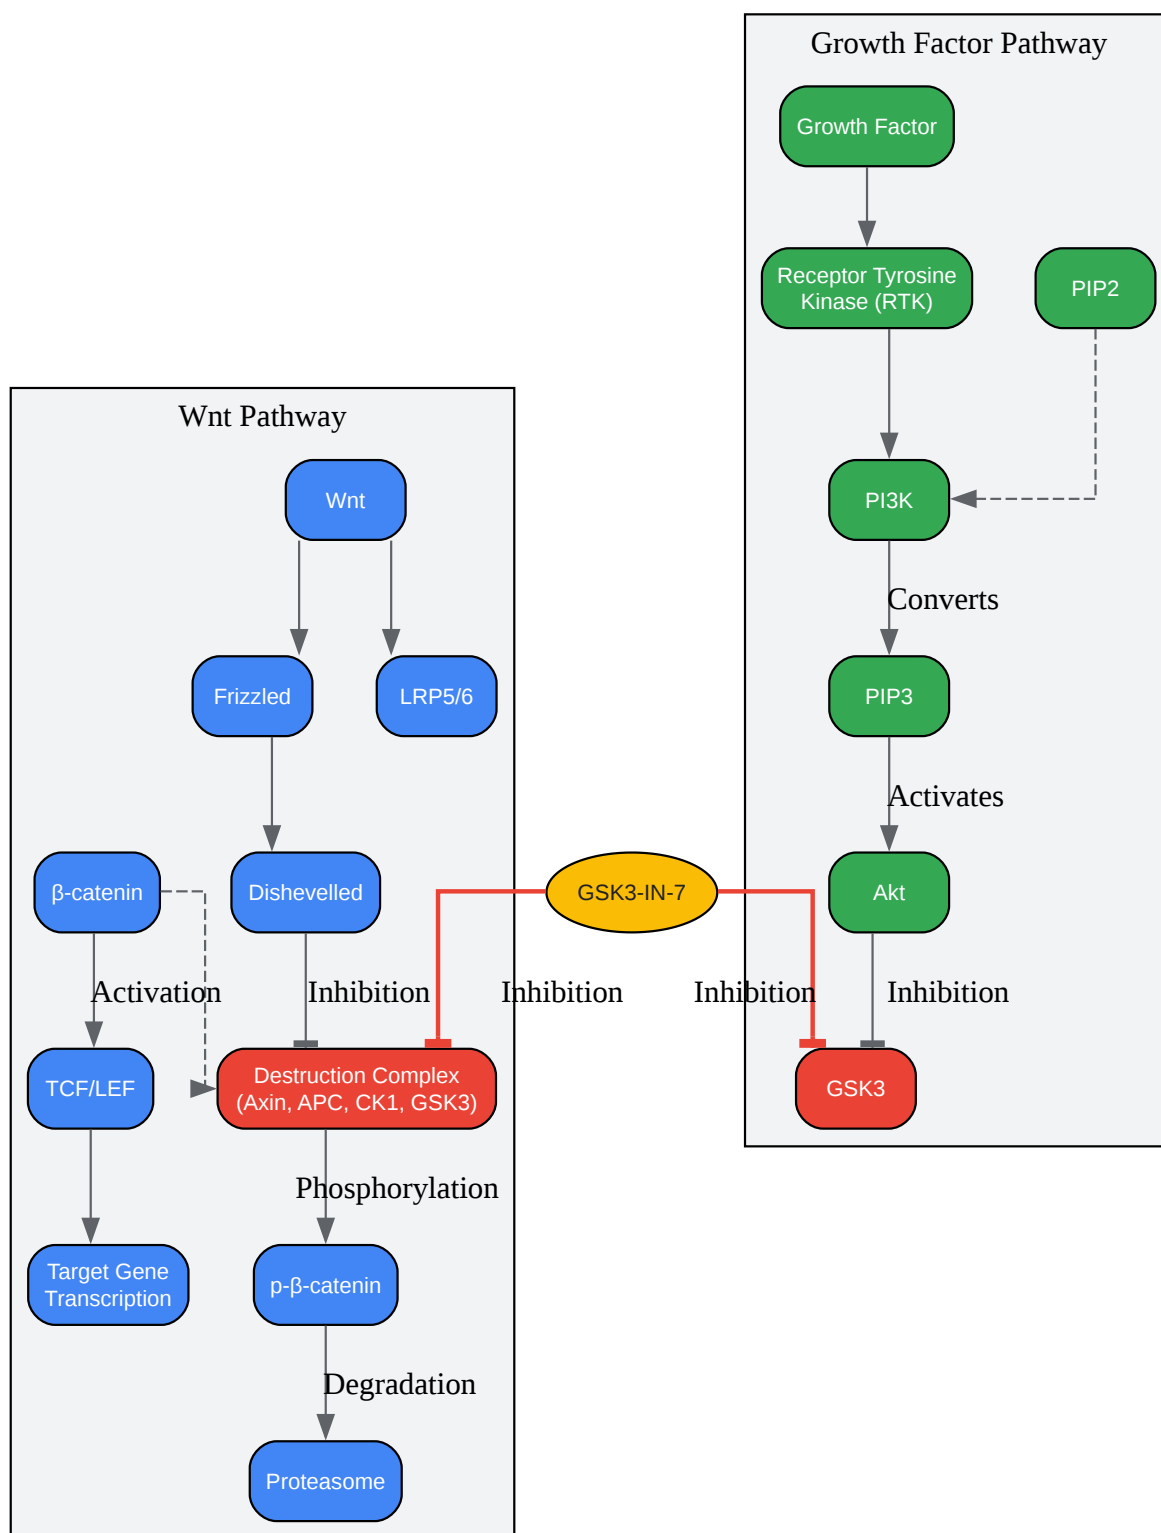 Growth Factor Pathway
Growth Factor
Receptor Tyrosine
Kinase (RTK)
PIP2
PI3K
Converts
PIP3
Activates
Akt
Inhibition
GSK3
Wnt Pathway
Wnt
Frizzled
LRP5/6
β-catenin
Dishevelled
GSK3-IN-7
Activation
Inhibition
Inhibition
Inhibition
TCF/LEF
Destruction Complex
(Axin, APC, CK1, GSK3)
Phosphorylation
Target Gene
Transcription
p-β-catenin
Degradation
Proteasome